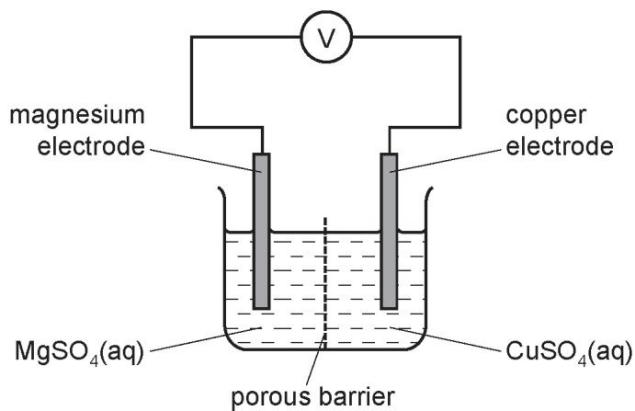 V
magnesium
electrode
copper
electrode
MgSO₄(aq)
CuSO₄(aq)
porous barrier